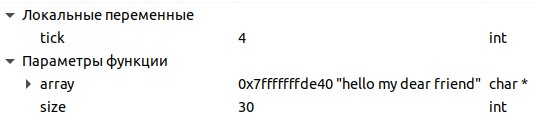 Локальные переменные
tick 4 int
Параметры функции
array 0x7fffffffde40 "hello my dear friend" char *
size 30 int